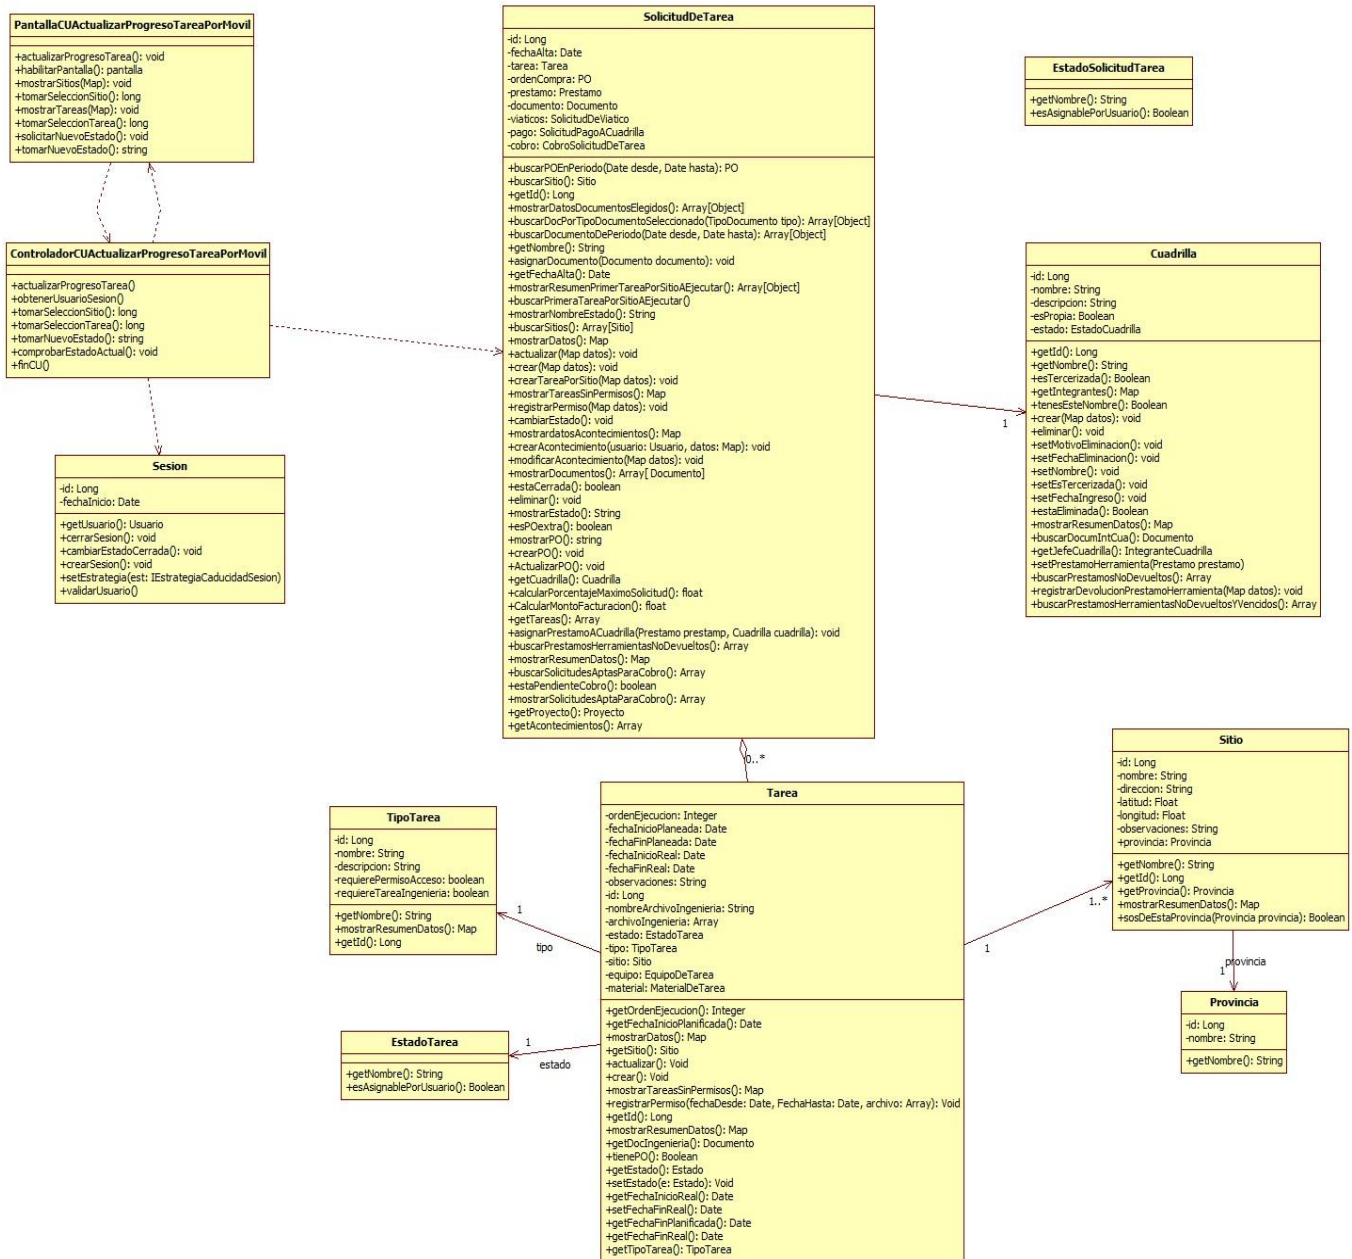 PantallaCUActualizarProgresoTareaPorMovil
+actualizarProgresoTarea(): void
+habilitarPantalla(): pantalla
+mostrarSitios(Map): void
+tomarSeleccionSitio(): long
+mostrarTareas(Map): void
+tomarSeleccionTarea(): long
+solicitarNuevoEstado(): void
+tomarNuevoEstado(): string
ControladorCUActualizarProgresoTareaPorMovil
+actualizarProgresoTarea()
+obtenerUsuarioSesion()
+tomarSeleccionSitio(): long
+tomarSeleccionTarea(): long
+tomarNuevoEstado(): string
+comprobarEstadoActual(): void
+finCU()
Sesion
-id: Long
-fechaInicio: Date
+getUsuario(): Usuario
+cerrarSesion(): void
+cambiarEstadoCerrada(): void
+crearSesion(): void
+setEstrategia(est: IEstrategiaCaducidadSesion)
+validarUsuario()
SolicitudDeTarea
-id: Long
-fechaAlta: Date
-tarea: Tarea
-ordenCompra: PO
-prestamo: Prestamo
-documento: Documento
-viaticos: SolicitudDeViatico
-pago: SolicitudPagoACuadrilla
-cobro: CobroSolicitudDeTarea
+buscarPOEnPeriodo(Date desde, Date hasta): PO
+buscarSitio(): Sitio
+getId(): Long
+mostrarDatosDocumentosElegidos(): Array[Object]
+buscarDocPorTipoDocumentoSeleccionado(TipoDocumento tipo): Array[Object]
+buscarDocumentoDePeriodo(Date desde, Date hasta): Array[Object]
+getNombre(): String
+asignarDocumento(Documento documento): void
+getFechaAlta(): Date
+mostrarResumenPrimerTareaPorSitioAEjecutar(): Array[Object]
+buscarPrimeraTareaPorSitioAEjecutar()
+mostrarNombreEstado(): String
+buscarSitios(): Array[Sitio]
+mostrarDatos(): Map
+actualizar(Map datos): void
+crear(Map datos): void
+crearTareaPorSitio(Map datos): void
+mostrarTareasSinPermisos(): Map
+registrarPermiso(Map datos): void
+cambiarEstado(): void
+mostrardatosAcontecimientos(): Map
+crearAcontecimiento(usuario: Usuario, datos: Map): void
+modificarAcontecimiento(Map datos): void
+mostrarDocumentos(): Array[ Documento]
+estaCerrada(): boolean
+eliminar(): void
+mostrarEstado(): String
+esPOextra(): boolean
+mostrarPO(): string
+crearPO(): void
+ActualizarPO(): void
+getCuadrilla(): Cuadrilla
+calcularPorcentajeMaximoSolicitud(): float
+CalcularMontoFacturacion(): float
+getTareas(): Array
+asignarPrestamoACuadrilla(Prestamo prestamp, Cuadrilla cuadrilla): void
+buscarPrestamosHerramientasNoDevueltos(): Array
+mostrarResumenDatos(): Map
+buscarSolicitudesAptasParaCobro(): Array
+estaPendienteCobro(): boolean
+mostrarSolicitudesAptaParaCobro(): Array
+getProyecto(): Proyecto
+getAcontecimientos(): Array
EstadoSolicitudTarea
+getNombre(): String
+esAsignablePorUsuario(): Boolean
Cuadrilla
-id: Long
-nombre: String
-descripcion: String
-esPropia: Boolean
-estado: EstadoCuadrilla
+getId(): Long
+getNombre(): String
+esTercerizada(): Boolean
+getIntegrantes(): Map
+tenesEsteNombre(): Boolean
+crear(Map datos): void
+eliminar(): void
+setMotivoEliminacion(): void
+setFechaEliminacion(): void
+setNombre(): void
+setEsTercerizada(): void
+setFechaIngreso(): void
+estaEliminada(): Boolean
+mostrarResumenDatos(): Map
+buscarDocumIntCua(): Documento
+getJefeCuadrilla(): IntegranteCuadrilla
+setPrestamoHerramienta(Prestamo prestamo)
+buscarPrestamosNoDevueltos(): Array
+registrarDevolucionPrestamoHerramienta(Map datos): void
+buscarPrestamosHerramientasNoDevueltosYVencidos(): Array
1
0..*
TipoTarea
-id: Long
-nombre: String
-descripcion: String
-requierePermisoAcceso: boolean
-requiereTareaIngenieria: boolean
+getNombre(): String
+mostrarResumenDatos(): Map
+getId(): Long
1
tipo
EstadoTarea
+getNombre(): String
+esAsignablePorUsuario(): Boolean
1
estado
Tarea
-ordenEjecucion: Integer
-fechaInicioPlaneada: Date
-fechaFinPlaneada: Date
-fechaInicioReal: Date
-fechaFinReal: Date
-observaciones: String
-id: Long
-nombreArchivoIngenieria: String
-archivoIngenieria: Array
-estado: EstadoTarea
-tipo: TipoTarea
-sitio: Sitio
-equipo: EquipoDeTarea
-material: MaterialDeTarea
+getOrdenEjecucion(): Integer
+getFechaInicioPlanificada(): Date
+mostrarDatos(): Map
+getSitio(): Sitio
+actualizar(): Void
+crear(): Void
+mostrarTareasSinPermisos(): Map
+registrarPermiso(fechaDesde: Date, FechaHasta: Date, archivo: Array): Void
+getId(): Long
+mostrarResumenDatos(): Map
+getDocIngenieria(): Documento
+tienePO(): Boolean
+getEstado(): Estado
+setEstado(e: Estado): Void
+getFechaInicioReal(): Date
+setFechaFinReal(): Date
+getFechaFinPlanificada(): Date
+getFechaFinReal(): Date
+getTipoTarea(): TipoTarea
1
1..*
Sitio
-id: Long
-nombre: String
-direccion: String
-latitud: Float
-longitud: Float
-observaciones: String
+provincia: Provincia
+getNombre(): String
+getId(): Long
+getProvincia(): Provincia
+mostrarResumenDatos(): Map
+sosDeEstaProvincia(Provincia provincia): Boolean
provincia
1
Provincia
-id: Long
-nombre: String
+getNombre(): String